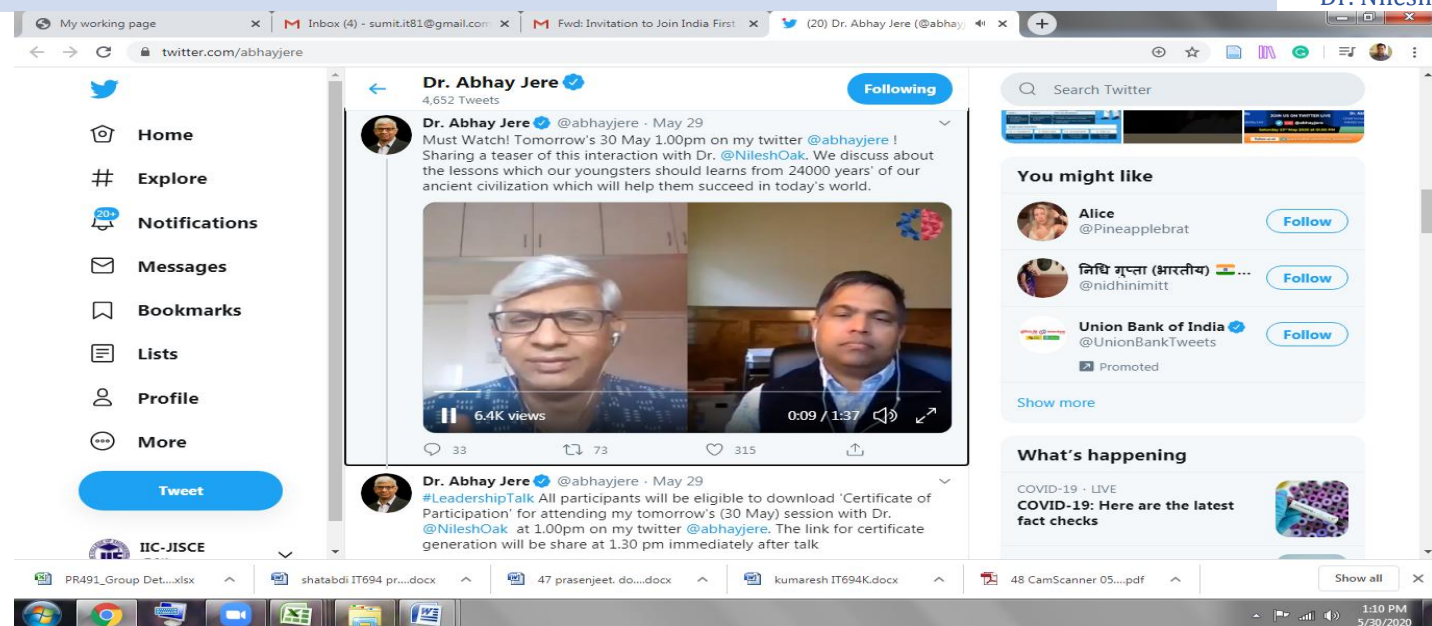 Dr. Nilesh
My working page
Inbox (4) - sumit.it81@gmail.com
Fwd: Invitation to Join India First
(20) Dr. Abhay Jere (@abhay
twitter.com/abhayjere
Dr. Abhay Jere
4,652 Tweets
Following
Search Twitter
Home
Explore
20+
Notifications
Messages
Bookmarks
Lists
Profile
More
Tweet
IIC-JISCE
Dr. Abhay Jere @abhayjere · May 29
Must Watch! Tomorrow's 30 May 1.00pm on my twitter @abhayjere !
Sharing a teaser of this interaction with Dr. @NileshOak. We discuss about
the lessons which our youngsters should learns from 24000 years' of our
ancient civilization which will help them succeed in today's world.
6.4K views
0:09 / 1:37
33 73 315
Dr. Abhay Jere @abhayjere · May 29
#LeadershipTalk All participants will be eligible to download 'Certificate of
Participation' for attending my tomorrow's (30 May) session with Dr.
@NileshOak at 1.00pm on my twitter @abhayjere. The link for certificate
generation will be share at 1.30 pm immediately after talk
JOIN US ON TWITTER LIVE
You might like
Alice
@Pineapplebrat
Follow
निधि गुप्ता (भारतीय) ...
@nidhinimitt
Follow
Union Bank of India
@UnionBankTweets
Promoted
Follow
Show more
What's happening
COVID-19 · LIVE
COVID-19: Here are the latest
fact checks
PR491_Group Det....xlsx
shatabdi IT694 pr....docx
47 prasenjeet. do....docx
kumaresh IT694K.docx
48 CamScanner 05....pdf
Show all
1:10 PM
5/30/2020